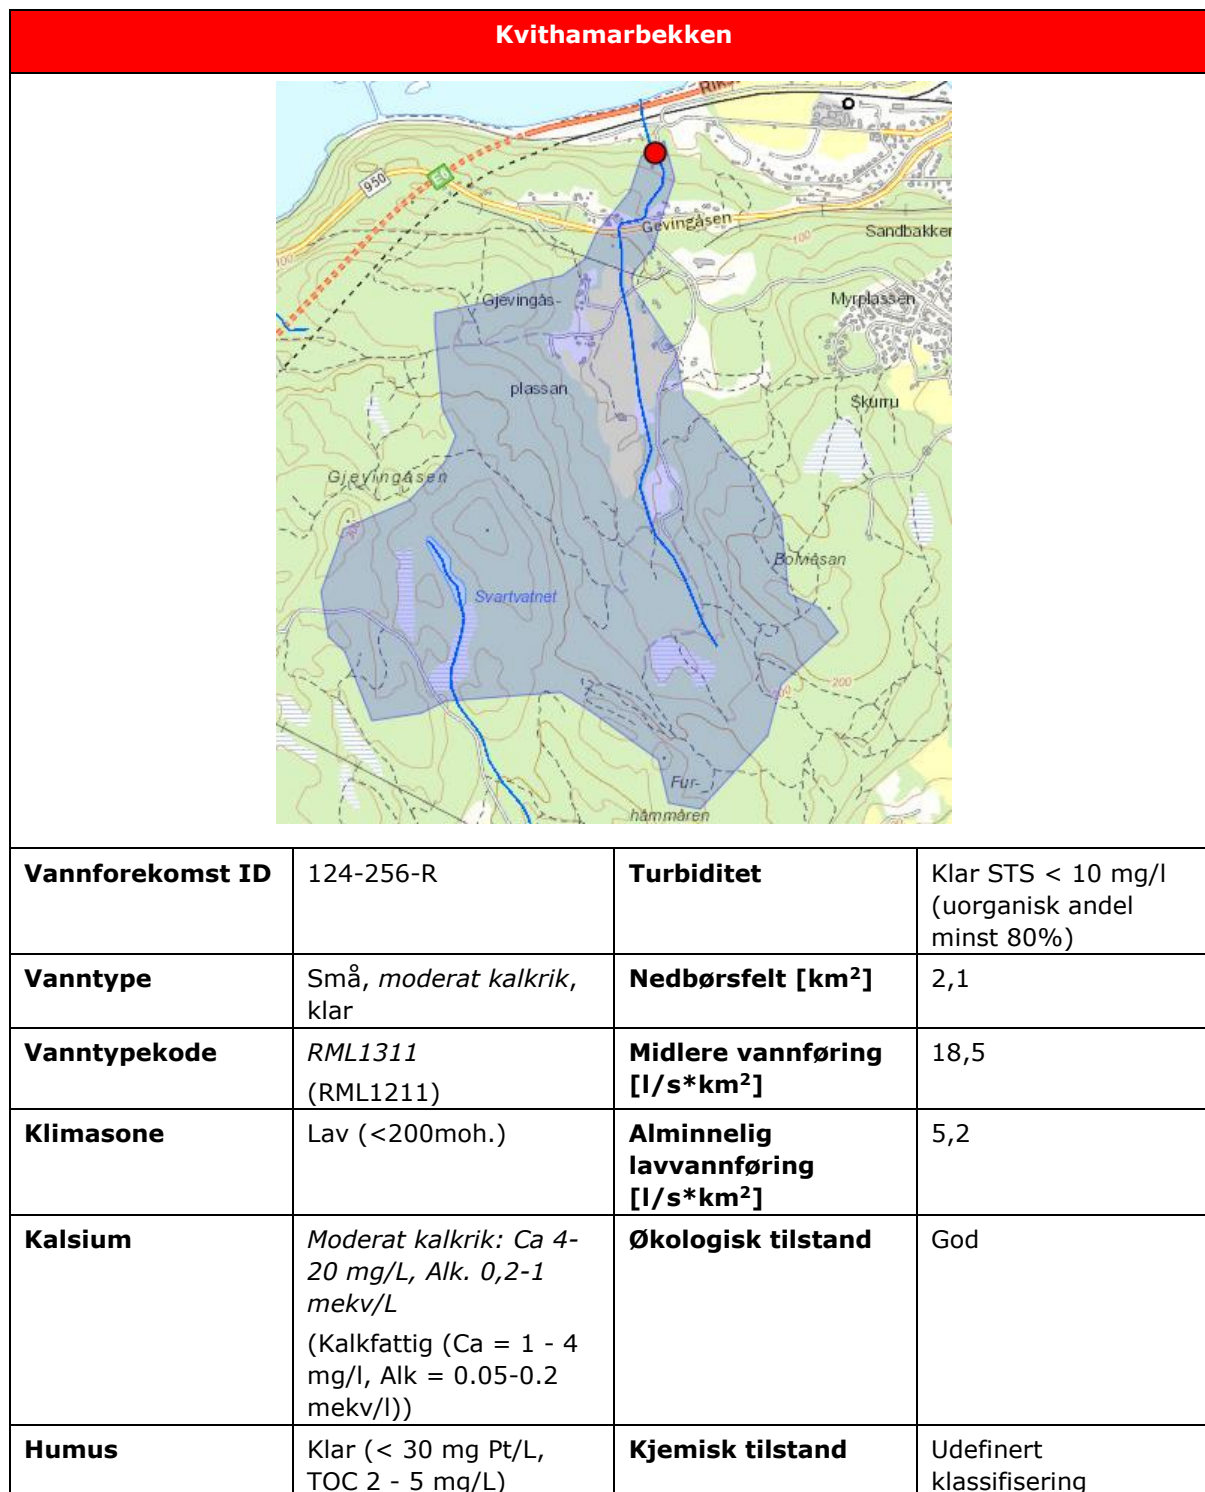 Kvithamarbekken
950
E6
Gevingåsen
100
Sandbakken
100
Gjevingås-
Myrplassen
plassan
Skurru
Gjevingåsen
Bolviåsan
Svartvatnet
200
Fur-
hammaren
Vannforekomst ID
124-256-R
Turbiditet
Klar STS < 10 mg/l
(uorganisk andel
minst 80%)
Vanntype
Små, moderat kalkrik,
klar
Nedbørsfelt [km²]
2,1
Vanntypekode
RML1311
(RML1211)
Midlere vannføring
[l/s*km²]
18,5
Klimasone
Lav (<200moh.)
Alminnelig
lavvannføring
[l/s*km²]
5,2
Kalsium
Moderat kalkrik: Ca 4-
20 mg/L, Alk. 0,2-1
mekv/L
(Kalkfattig (Ca = 1 - 4
mg/l, Alk = 0.05-0.2
mekv/l))
Økologisk tilstand
God
Humus
Klar (< 30 mg Pt/L,
TOC 2 - 5 mg/L)
Kjemisk tilstand
Udefinert
klassifisering